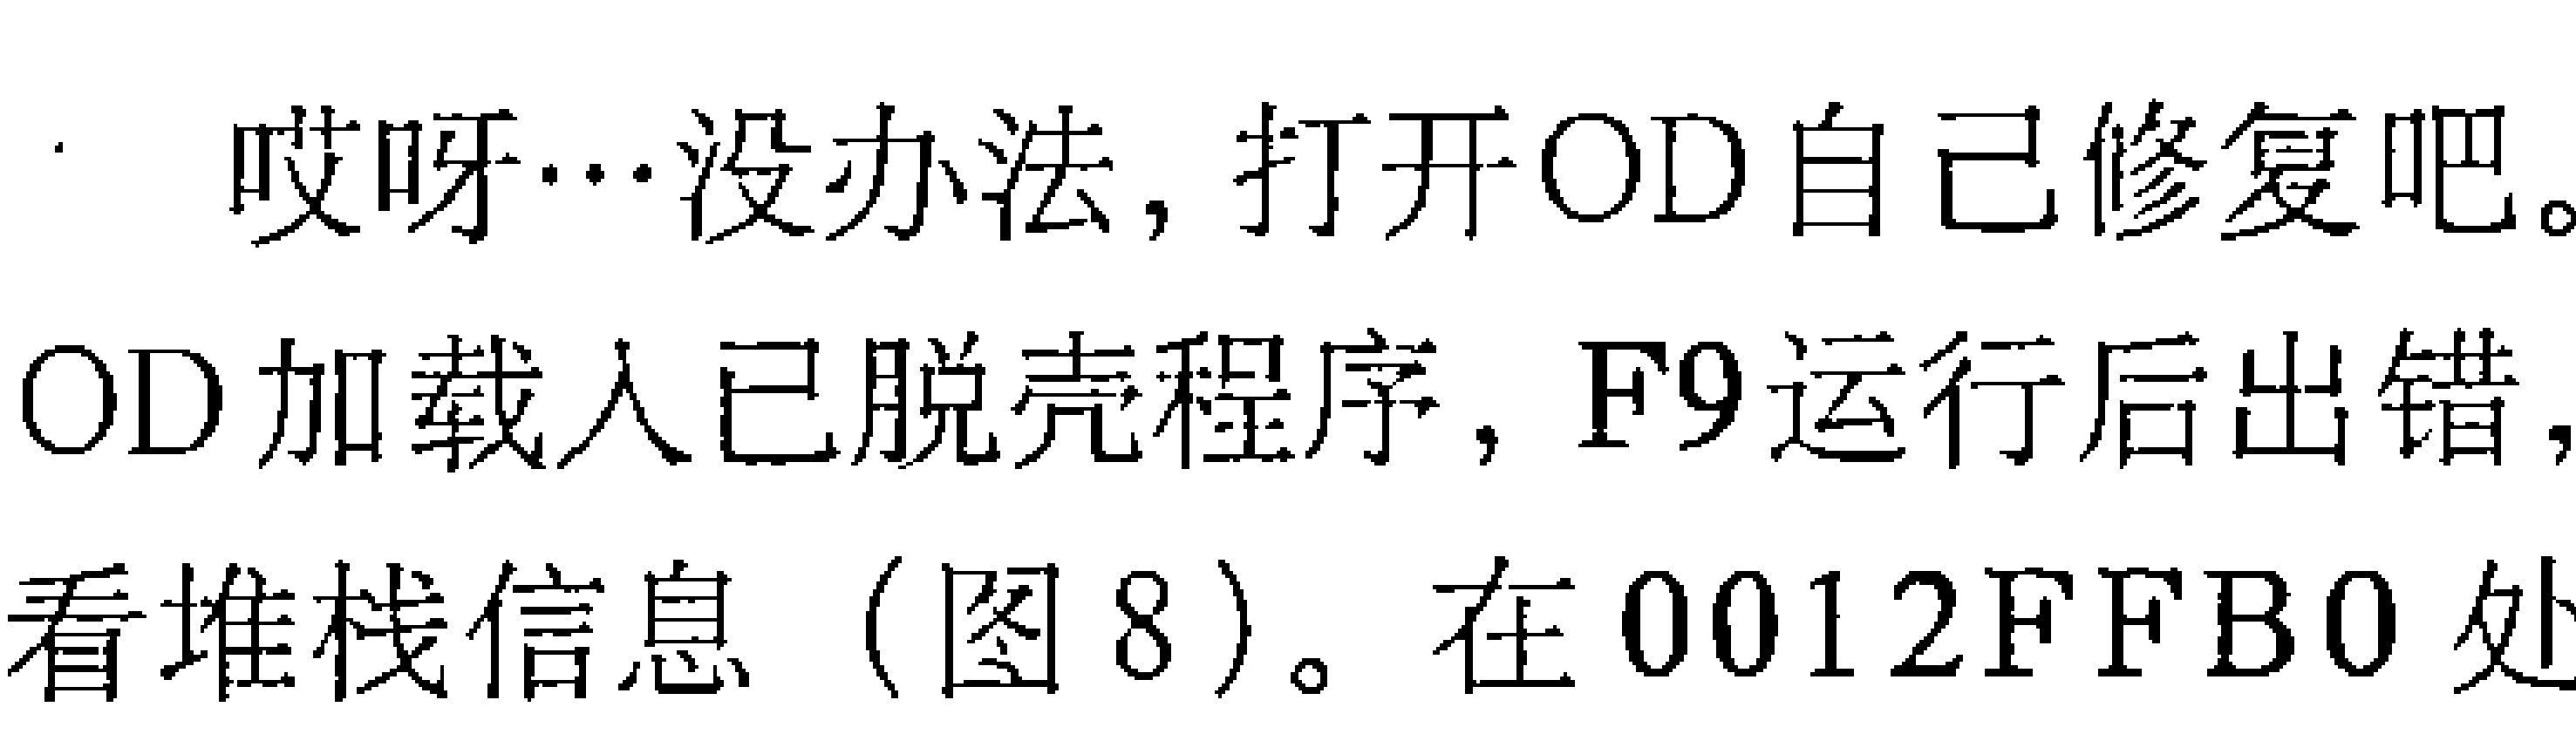 哎呀…没办法，打开OD自己修复吧。
OD加载入已脱壳程序，F9运行后出错，
看堆栈信息（图8）。在0012FFB0处